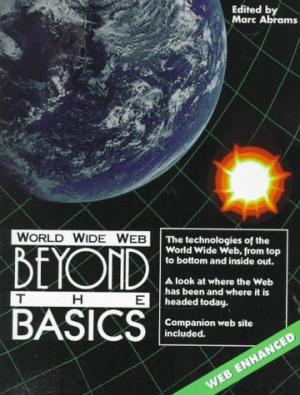 Edited by
Marc Abrams
WORLD WIDE WEB
BEYOND
THE
BASICS
The technologies of the
World Wide Web, from top
to bottom and inside out.
A look at where the Web
has been and where it is
headed today.
Companion web site
included.
WEB ENHANCED